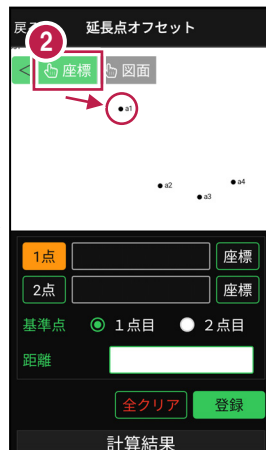 戻 延長点オフセット
2
< 座標 図面
a1
a2 a4
a3
1点 座標
2点 座標
基準点 1点目 2点目
距離
全クリア 登録
計算結果